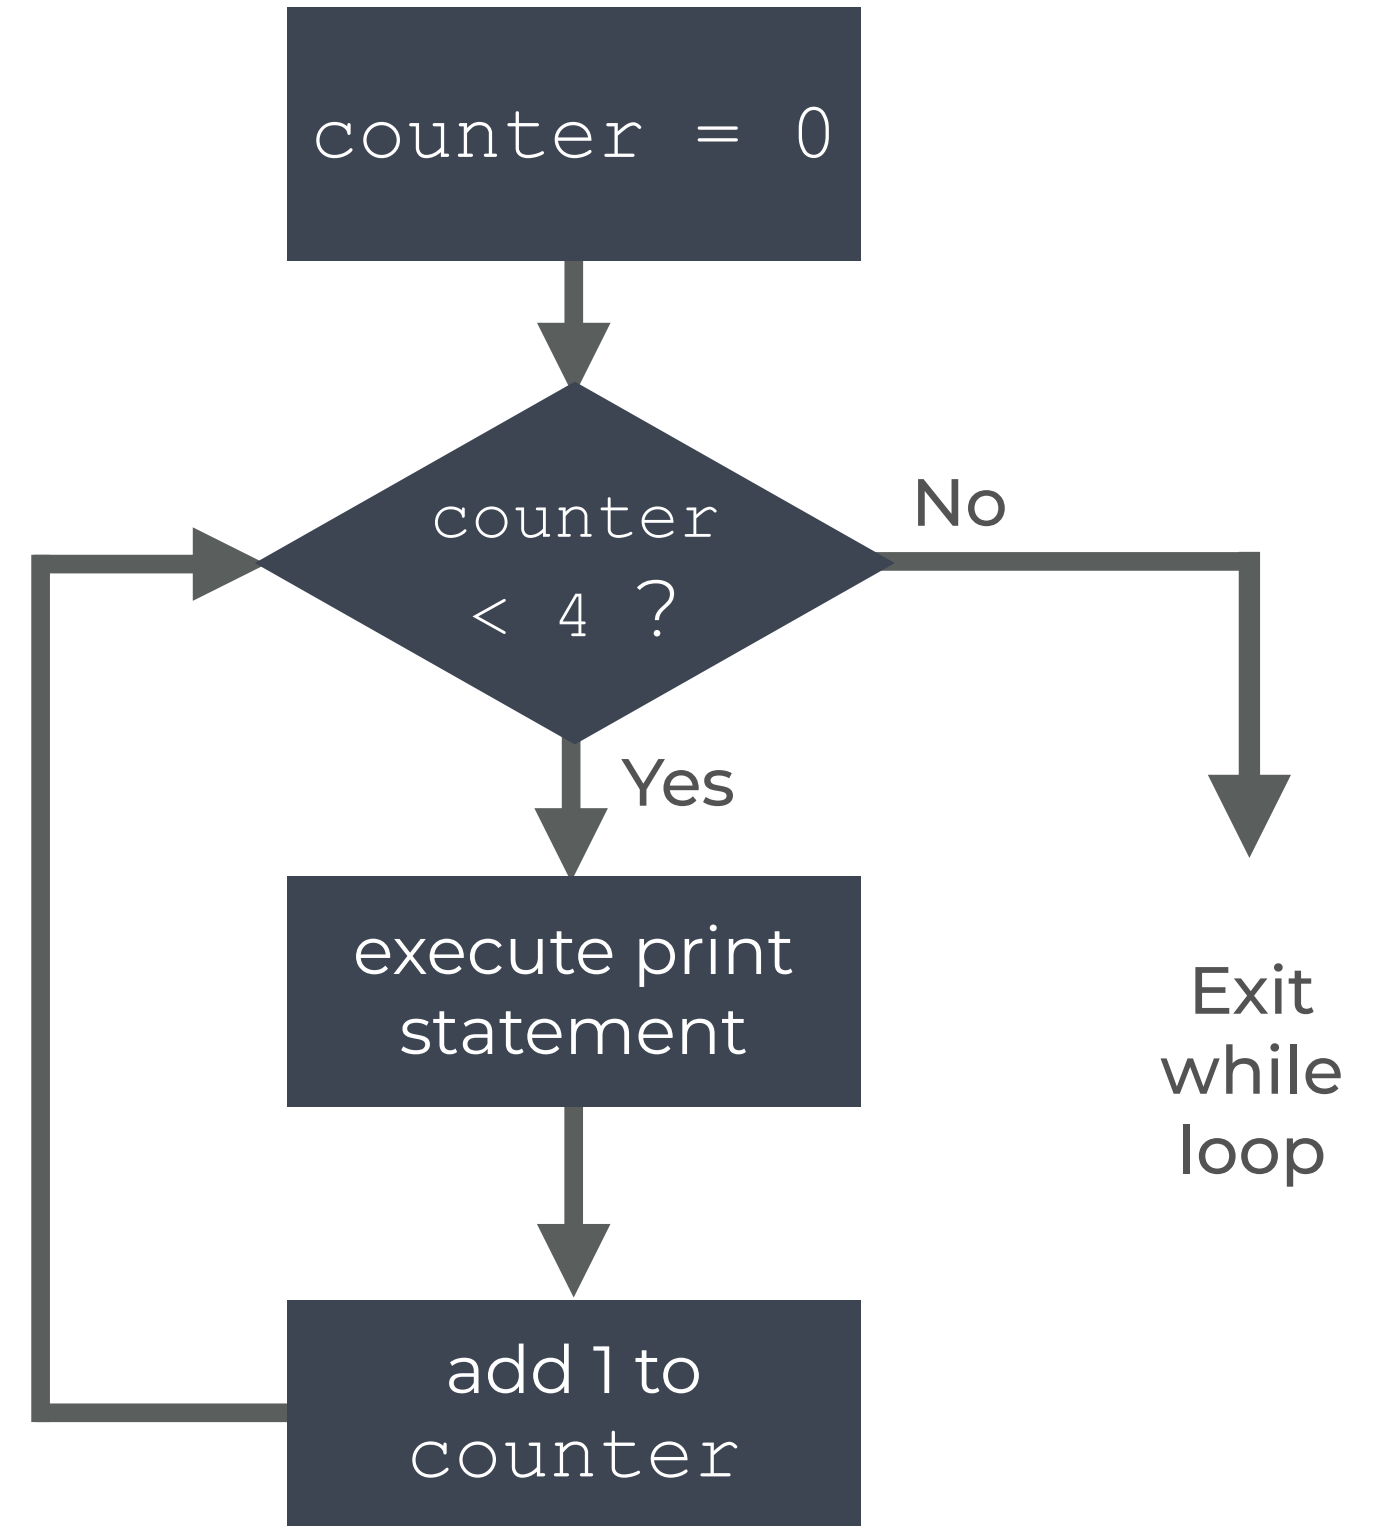 counter = 0
counter
< 4 ?
No
Yes
execute print
statement
Exit
while
loop
add 1 to
counter